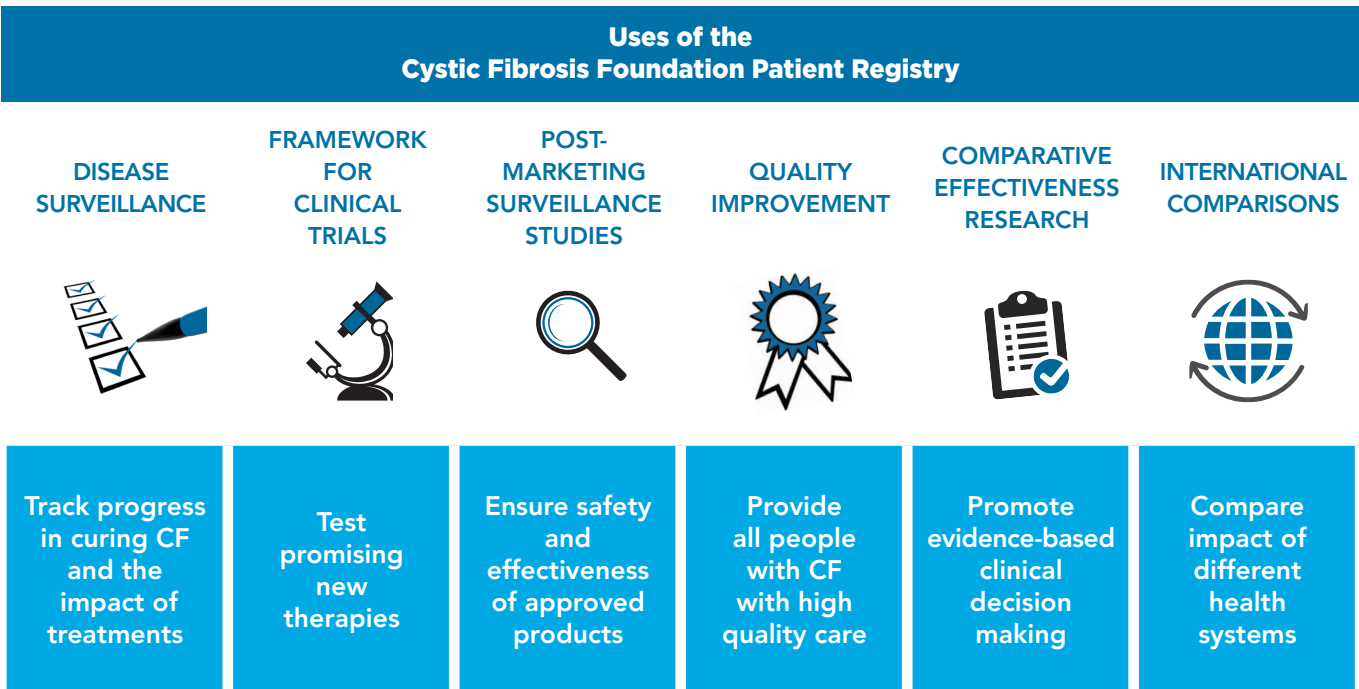 Uses of the
Cystic Fibrosis Foundation Patient Registry
DISEASE
SURVEILLANCE
FRAMEWORK
FOR
CLINICAL
TRIALS
POST-
MARKETING
SURVEILLANCE
STUDIES
QUALITY
IMPROVEMENT
COMPARATIVE
EFFECTIVENESS
RESEARCH
INTERNATIONAL
COMPARISONS
Track progress
in curing CF
and the
impact of
treatments
Test
promising
new
therapies
Ensure safety
and
effectiveness
of approved
products
Provide
all people
with CF
with high
quality care
Promote
evidence-based
clinical
decision
making
Compare
impact of
different
health
systems